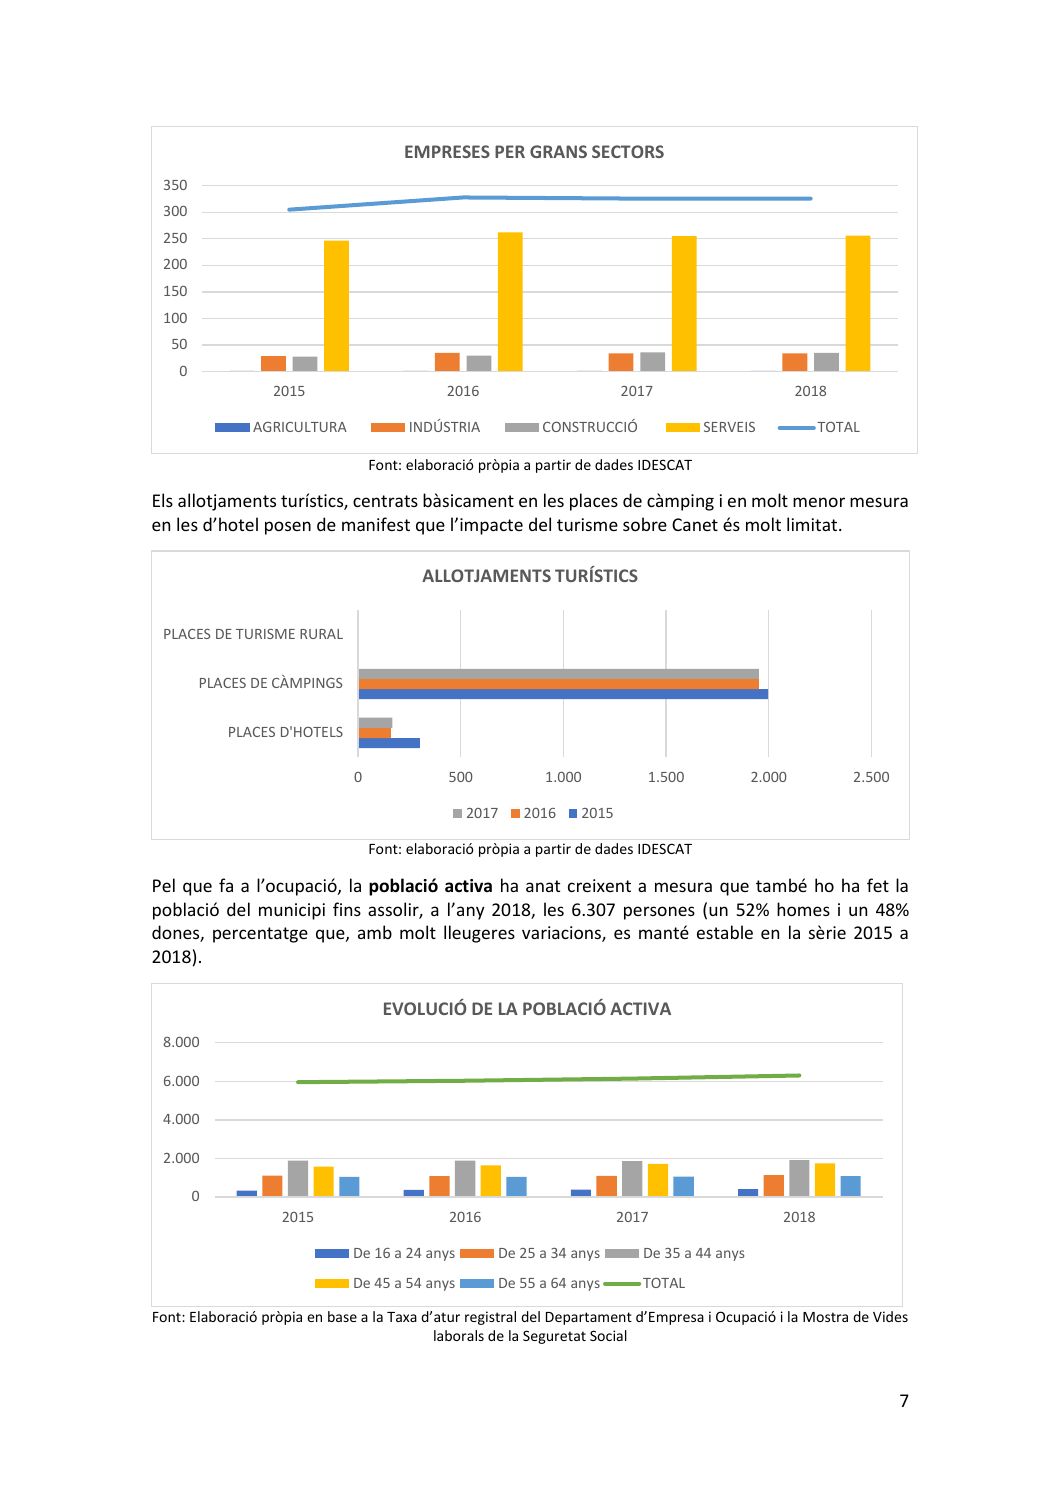 EMPRESES PER GRANS SECTORS
350
300
250
200
150
100
50
0
2015 2016 2017 2018
AGRICULTURA INDÚSTRIA CONSTRUCCIÓ SERVEIS TOTAL
Font: elaboració pròpia a partir de dades IDESCAT
Els allotjaments turístics, centrats bàsicament en les places de càmping i en molt menor mesura
en les d’hotel posen de manifest que l’impacte del turisme sobre Canet és molt limitat.
ALLOTJAMENTS TURÍSTICS
PLACES DE TURISME RURAL
PLACES DE CÀMPINGS
PLACES D'HOTELS
0 500 1.000 1.500 2.000 2.500
2017 2016 2015
Font: elaboració pròpia a partir de dades IDESCAT
Pel que fa a l’ocupació, la població activa ha anat creixent a mesura que també ho ha fet la
població del municipi fins assolir, a l’any 2018, les 6.307 persones (un 52% homes i un 48%
dones, percentatge que, amb molt lleugeres variacions, es manté estable en la sèrie 2015 a
2018).
EVOLUCIÓ DE LA POBLACIÓ ACTIVA
8.000
6.000
4.000
2.000
0
2015 2016 2017 2018
De 16 a 24 anys De 25 a 34 anys De 35 a 44 anys
De 45 a 54 anys De 55 a 64 anys TOTAL
Font: Elaboració pròpia en base a la Taxa d’atur registral del Departament d’Empresa i Ocupació i la Mostra de Vides
laborals de la Seguretat Social
7